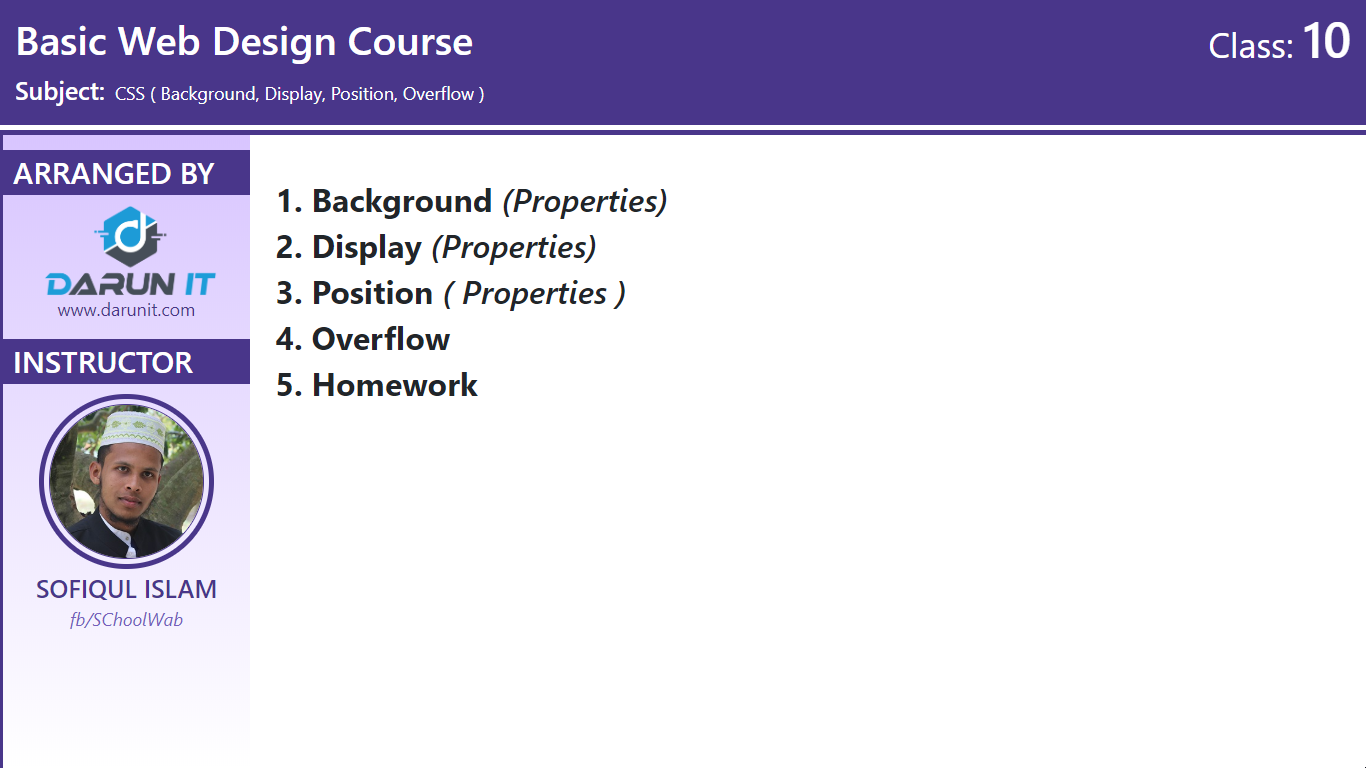 Basic Web Design Course
Class: 10
Subject: CSS ( Background, Display, Position, Overflow )
ARRANGED BY
DARUN IT
www.darunit.com
INSTRUCTOR
SOFIQUL ISLAM
fb/SChoolWab
1. Background (Properties)
2. Display (Properties)
3. Position ( Properties )
4. Overflow
5. Homework